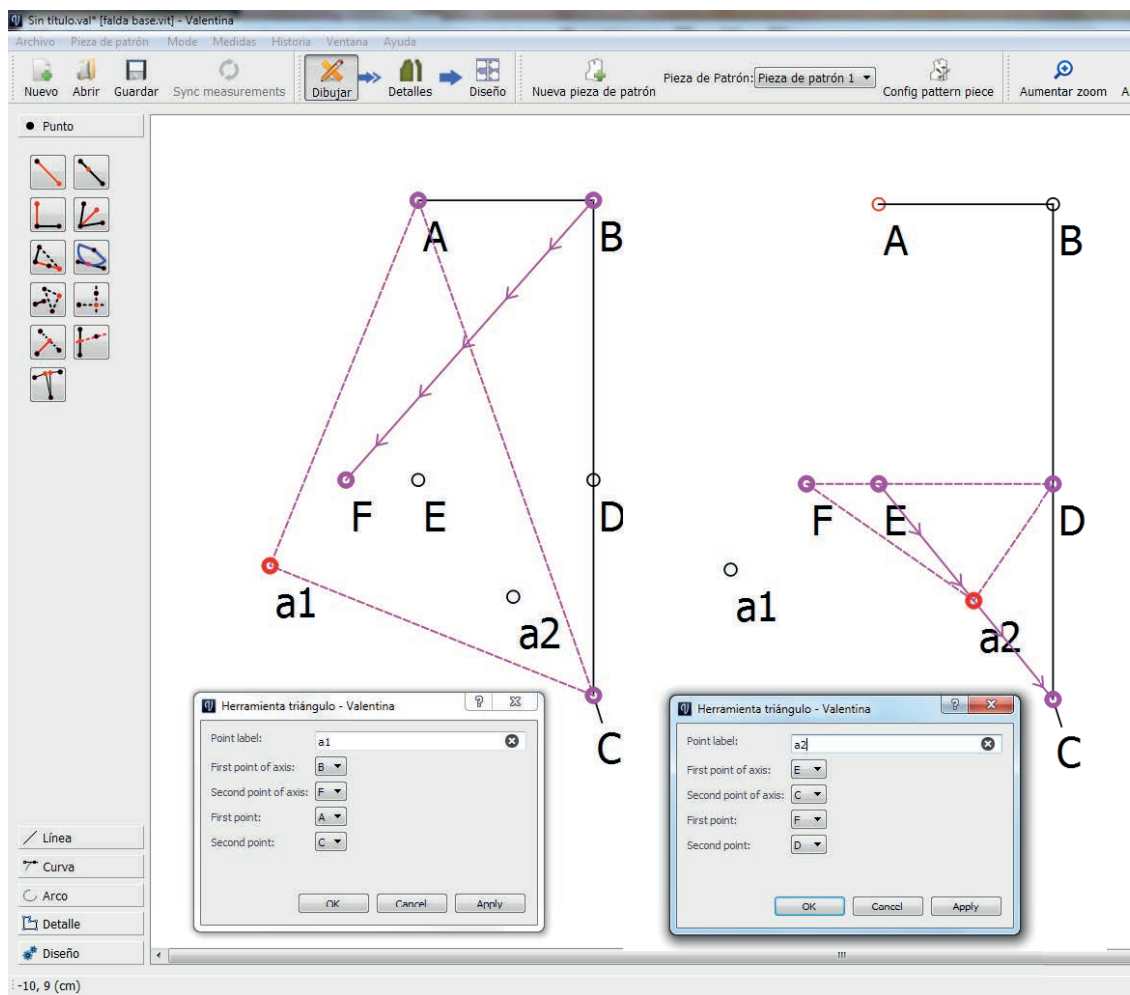 Sin título.val* [falda base.vit] - Valentina
Archivo Pieza de patrón Mode Medidas Historia Ventana Ayuda
Nuevo Abrir Guardar Sync measurements Dibujar Detalles Diseño Nueva pieza de patrón Pieza de Patrón: Pieza de patrón 1 Config pattern piece Aumentar zoom A
Punto
A B A B
F E D F E D
a1 a2 a1 a2
C C
Herramienta triángulo - Valentina
Point label: a1
First point of axis: B
Second point of axis: F
First point: A
Second point: C
OK Cancel Apply
Herramienta triángulo - Valentina
Point label: a2
First point of axis: E
Second point of axis: C
First point: F
Second point: D
OK Cancel Apply
Línea
Curva
Arco
Detalle
Diseño
-10, 9 (cm)